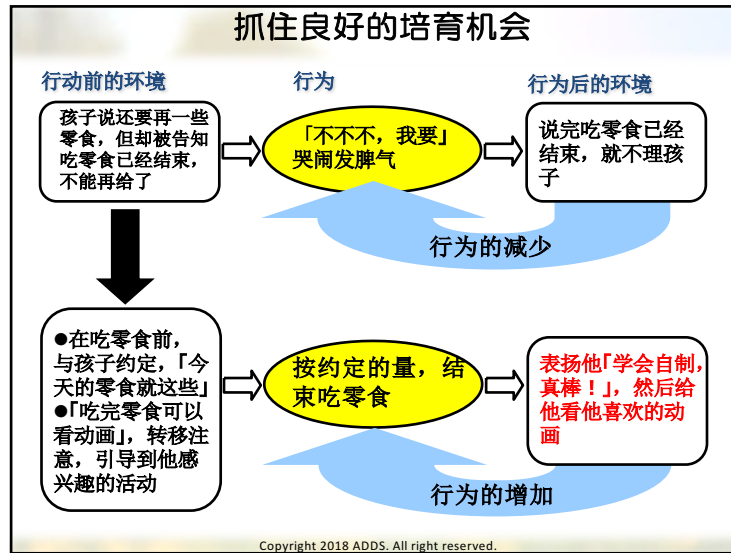 抓住良好的培育机会
行动前的环境
行为
行为后的环境
孩子说还要再一些
零食，但却被告知
吃零食已经结束，
不能再给了
「不不不，我要」
哭闹发脾气
说完吃零食已经
结束，就不理孩
子
行为的减少
●在吃零食前，
与孩子约定，「今
天的零食就这些」
●「吃完零食可以
看动画」，转移注
意，引导到他感
兴趣的活动
按约定的量，结
束吃零食
表扬他「学会自制，
真棒！」，然后给
他看他喜欢的动
画
行为的增加
Copyright 2018 ADDS. All right reserved.